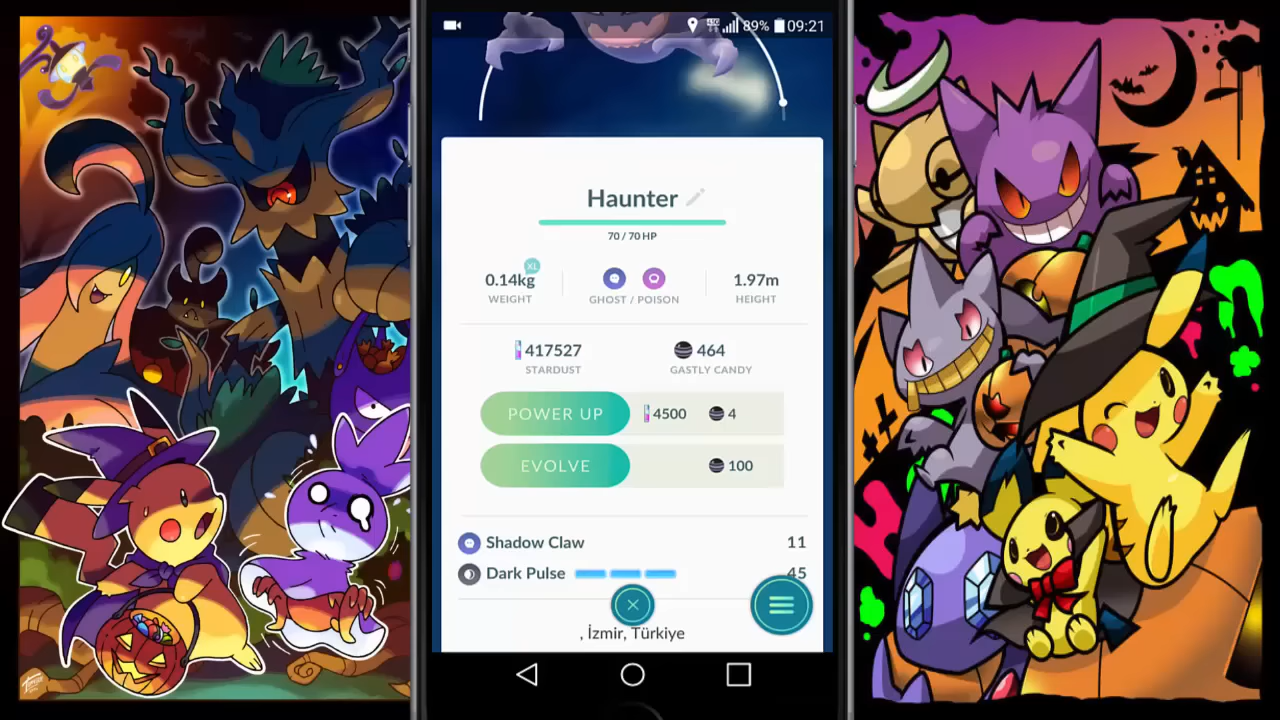 89% 09:21
Haunter
70 / 70 HP
XL
0.14kg 1.97m
WEIGHT GHOST / POISON HEIGHT
417527 464
STARDUST GASTLY CANDY
POWER UP 4500 4
EVOLVE 100
Shadow Claw 11
Dark Pulse 45
, İzmir, Türkiye